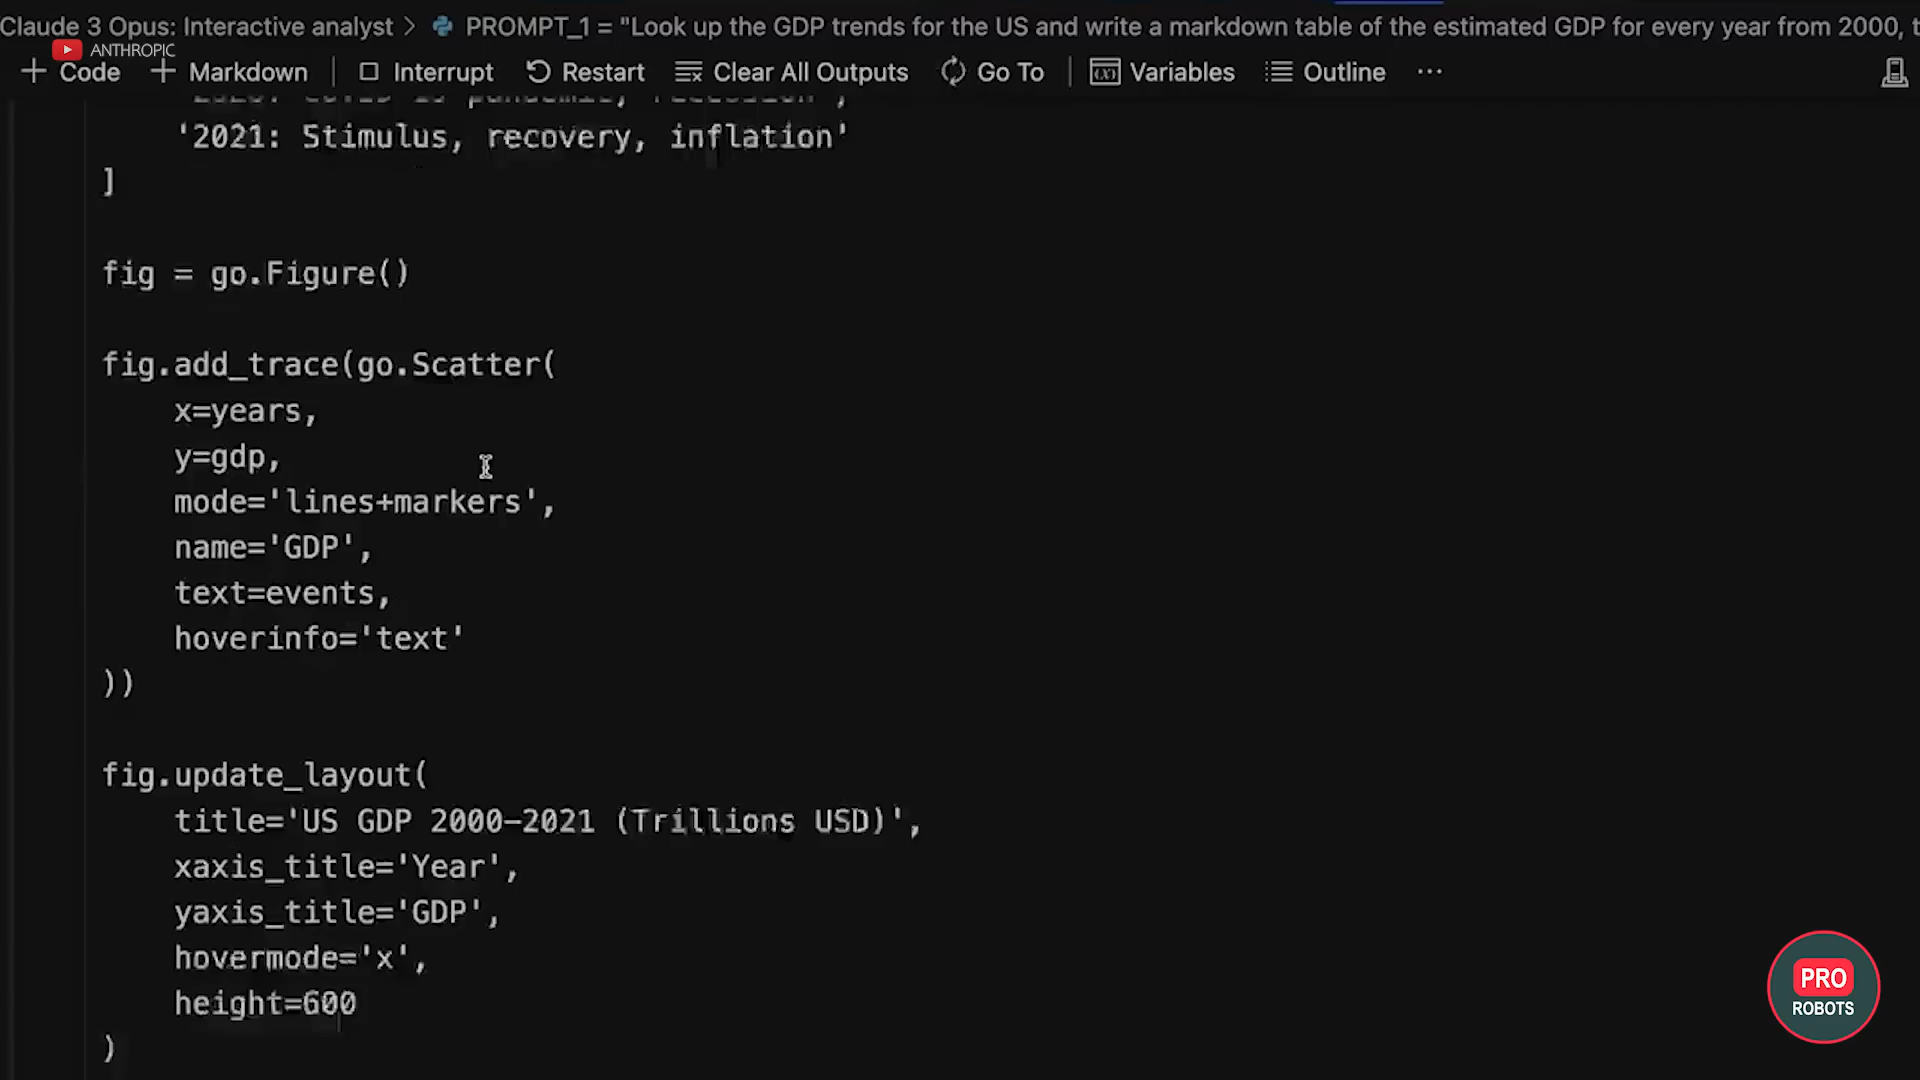 Claude 3 Opus: Interactive analyst > PROMPT_1 = "Look up the GDP trends for the US and write a markdown table of the estimated GDP for every year from 2000, t
ANTHROPIC
+ Code + Markdown | Interrupt Restart Clear All Outputs Go To | Variables Outline ...
'2021: Stimulus, recovery, inflation'
]
fig = go.Figure()
fig.add_trace(go.Scatter(
x=years,
y=gdp,
mode='lines+markers',
name='GDP',
text=events,
hoverinfo='text'
))
fig.update_layout(
title='US GDP 2000-2021 (Trillions USD)',
xaxis_title='Year',
yaxis_title='GDP',
hovermode='x',
height=600
)
PRO
ROBOTS